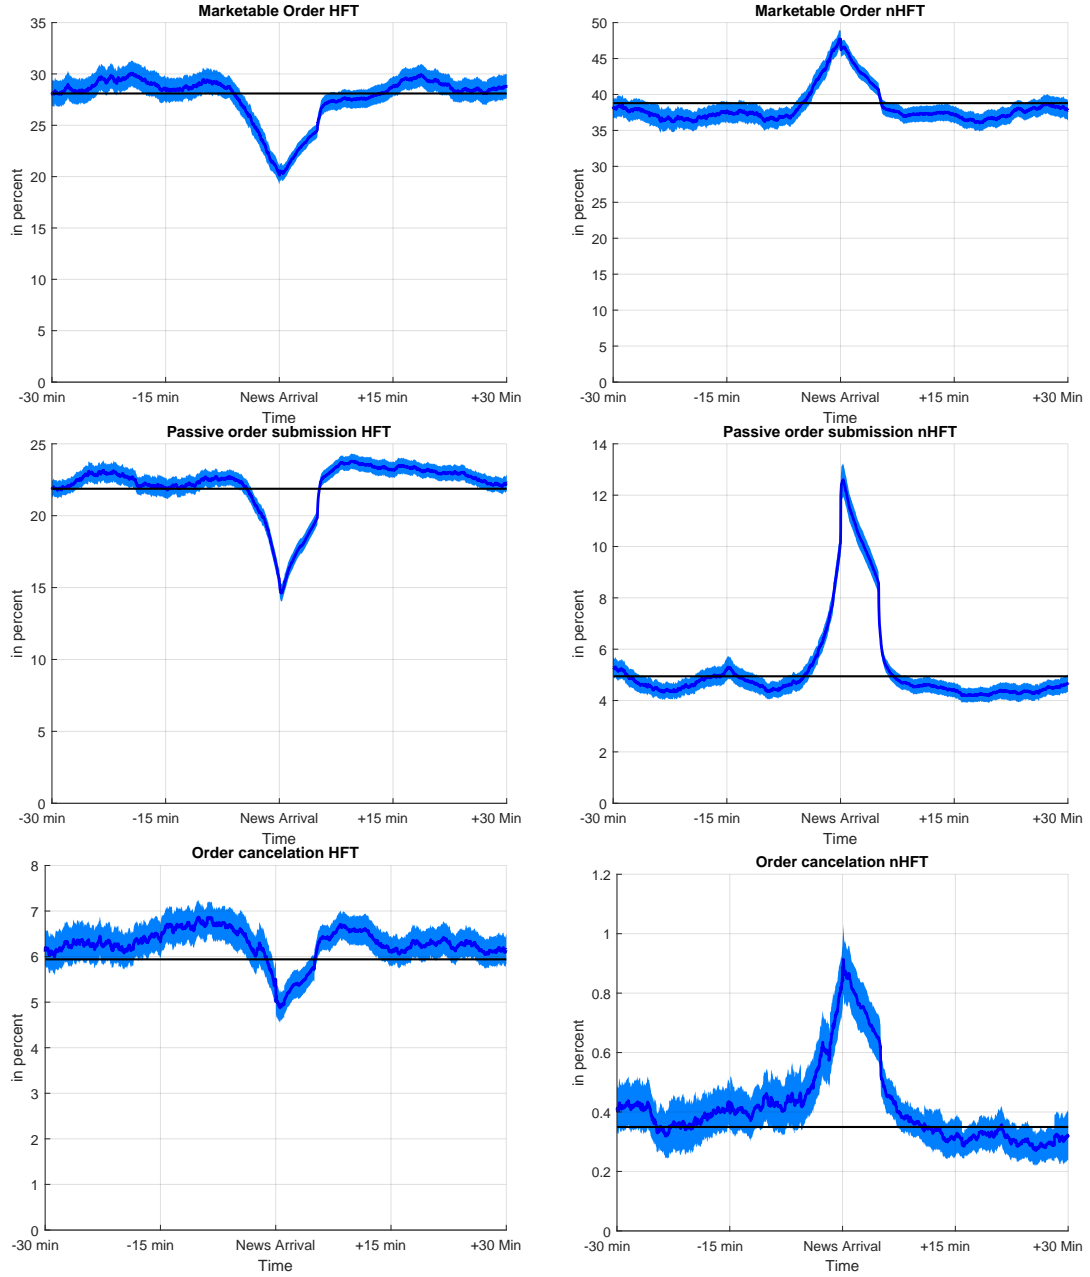 Marketable Order HFT
35
30
25
20
15
10
5
0
in percent
-30 min
-15 min
News Arrival
+15 min
+30 Min
Time
Marketable Order nHFT
50
45
40
35
30
25
20
15
10
5
0
in percent
-30 min
-15 min
News Arrival
+15 min
+30 Min
Time
Passive order submission HFT
25
20
15
10
5
0
in percent
-30 min
-15 min
News Arrival
+15 min
+30 Min
Time
Passive order submission nHFT
14
12
10
8
6
4
2
0
in percent
-30 min
-15 min
News Arrival
+15 min
+30 Min
Time
Order cancelation HFT
8
7
6
5
4
3
2
1
0
in percent
-30 min
-15 min
News Arrival
+15 min
+30 Min
Time
Order cancelation nHFT
1.2
1
0.8
0.6
0.4
0.2
0
in percent
-30 min
-15 min
News Arrival
+15 min
+30 Min
Time